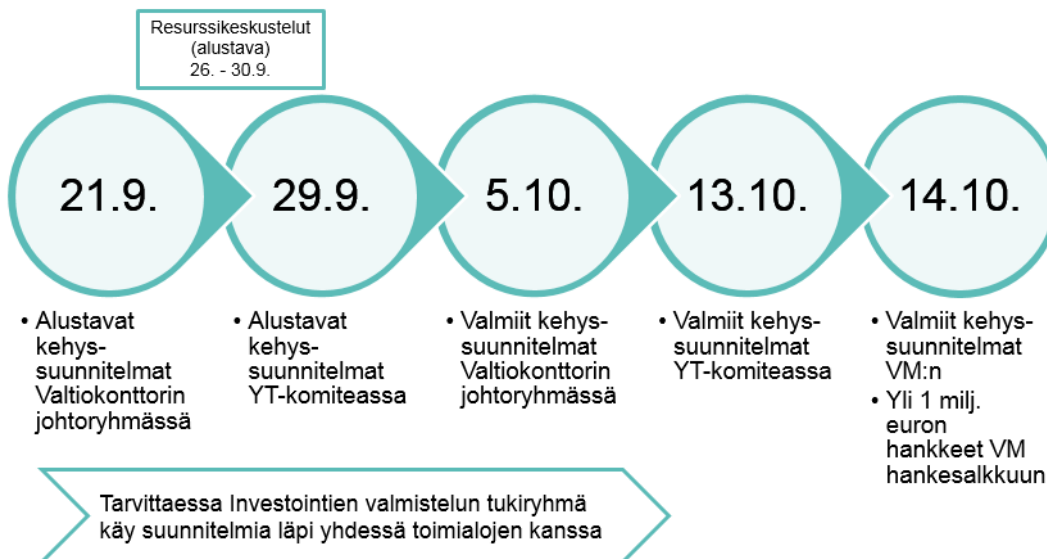 Resurssikeskustelut
(alustava)
26. - 30.9.
21.9.
29.9.
5.10.
13.10.
14.10.
• Alustavat
kehys-
suunnitelmat
Valtiokonttorin
johtoryhmässä
• Alustavat
kehys-
suunnitelmat
YT-komiteassa
• Valmiit kehys-
suunnitelmat
Valtiokonttorin
johtoryhmässä
• Valmiit kehys-
suunnitelmat
YT-komiteassa
• Valmiit kehys-
suunnitelmat
VM:n
• Yli 1 milj.
euron
hankkeet VM
hankesalkkuun
Tarvittaessa Investointien valmistelun tukiryhmä
käy suunnitelmia läpi yhdessä toimialojen kanssa